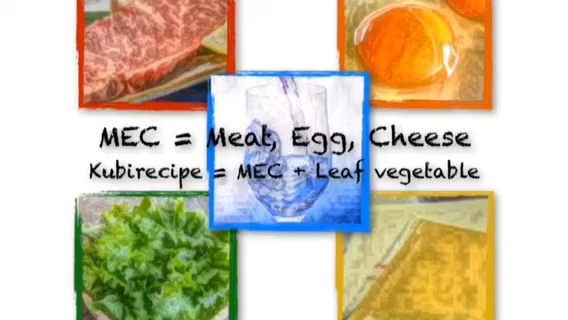 MEC = Meat, Egg, Cheese
Kubirecipe = MEC + Leaf vegetable